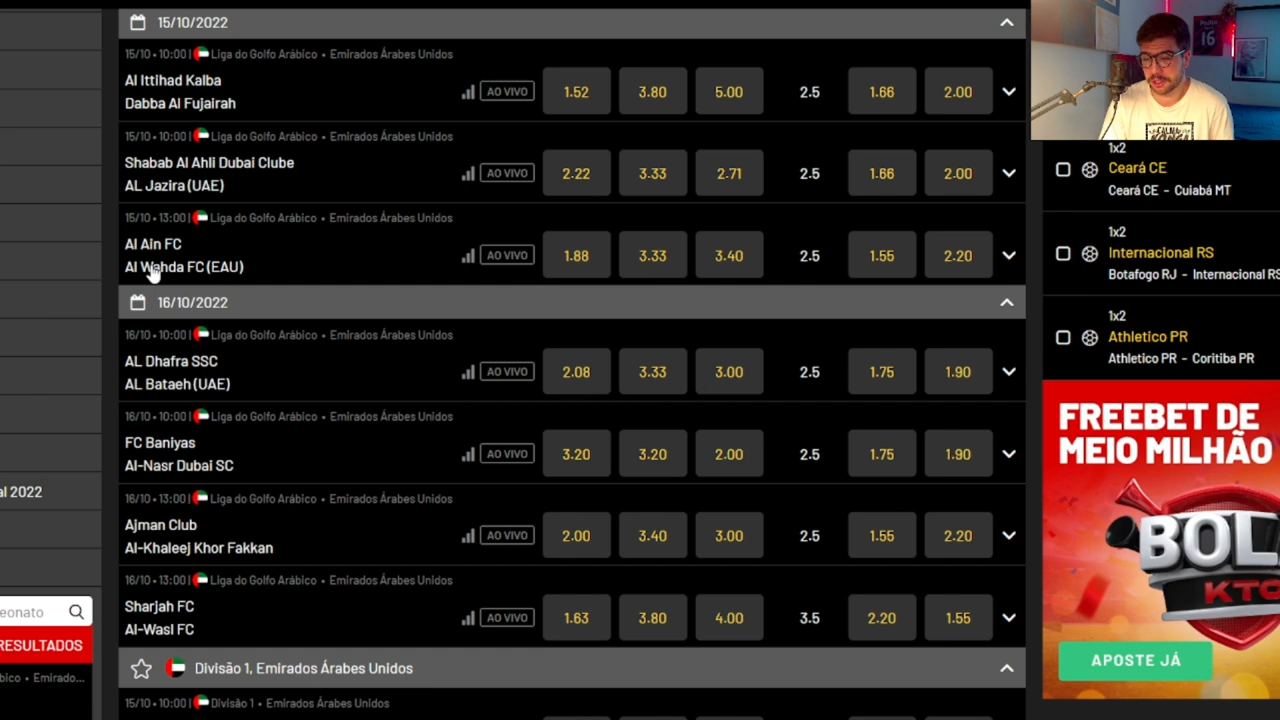 15/10/2022
15/10 • 10:00 | Liga do Golfo Arábico • Emirados Árabes Unidos
Al Ittihad Kalba
Dabba Al Fujairah
AO VIVO 1.52 3.80 5.00 2.5 1.66 2.00
15/10 • 10:00 | Liga do Golfo Arábico • Emirados Árabes Unidos
Shabab Al Ahli Dubai Clube
AL Jazira (UAE)
AO VIVO 2.22 3.33 2.71 2.5 1.66 2.00
15/10 • 13:00 | Liga do Golfo Arábico • Emirados Árabes Unidos
Al Ain FC
Al Wahda FC (EAU)
AO VIVO 1.88 3.33 3.40 2.5 1.55 2.20
16/10/2022
16/10 • 10:00 | Liga do Golfo Arábico • Emirados Árabes Unidos
AL Dhafra SSC
AL Bataeh (UAE)
AO VIVO 2.08 3.33 3.00 2.5 1.75 1.90
16/10 • 10:00 | Liga do Golfo Arábico • Emirados Árabes Unidos
FC Baniyas
Al-Nasr Dubai SC
AO VIVO 3.20 3.20 2.00 2.5 1.75 1.90
16/10 • 13:00 | Liga do Golfo Arábico • Emirados Árabes Unidos
Ajman Club
Al-Khaleej Khor Fakkan
AO VIVO 2.00 3.40 3.00 2.5 1.55 2.20
16/10 • 13:00 | Liga do Golfo Arábico • Emirados Árabes Unidos
Sharjah FC
Al-Wasl FC
AO VIVO 1.63 3.80 4.00 3.5 2.20 1.55
Divisão 1, Emirados Árabes Unidos
15/10 • 10:00 | Divisão 1 • Emirados Árabes Unidos
al 2022
eonato
RESULTADOS
bico • Emirado...
16
1x2
Ceará CE
Ceará CE - Cuiabá MT
1x2
Internacional RS
Botafogo RJ - Internacional RS
1x2
Athletico PR
Athletico PR - Coritiba PR
FREEBET DE
MEIO MILHÃO
BOL
KTO
APOSTE JÁ